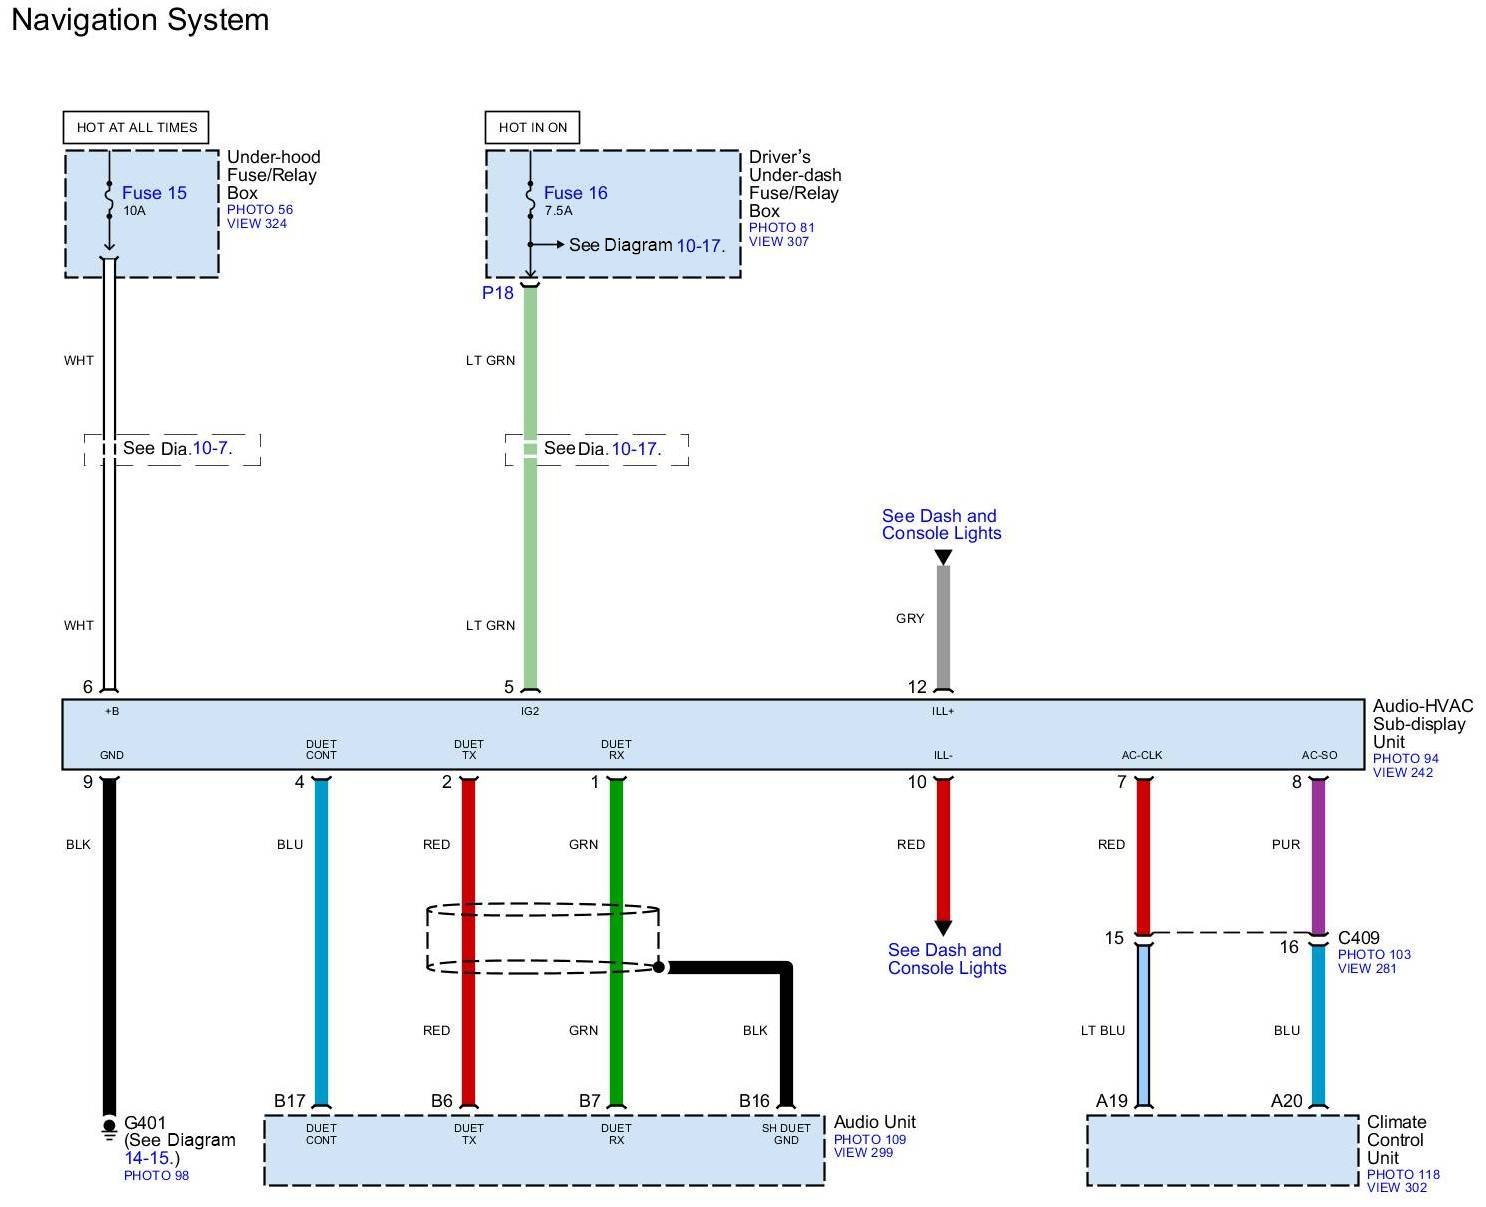 Navigation System
HOT AT ALL TIMES
HOT IN ON
Under-hood
Fuse/Relay
Box
PHOTO 56
VIEW 324
Fuse 15
10A
Driver's
Under-dash
Fuse/Relay
Box
PHOTO 81
VIEW 307
Fuse 16
7.5A
See Diagram 10-17.
P18
WHT
LT GRN
See Dia.10-7.
See Dia. 10-17.
See Dash and
Console Lights
WHT
LT GRN
GRY
6
5
12
+B
IG2
ILL+
Audio-HVAC
Sub-display
Unit
PHOTO 94
VIEW 242
GND
DUET
CONT
DUET
TX
DUET
RX
ILL-
AC-CLK
AC-SO
9
4
2
1
10
7
8
BLK
BLU
RED
GRN
RED
RED
PUR
15
16
C409
PHOTO 103
VIEW 281
See Dash and
Console Lights
RED
GRN
BLK
LT BLU
BLU
B17
B6
B7
B16
A19
A20
G401
(See Diagram
14-15.)
PHOTO 98
DUET
CONT
DUET
TX
DUET
RX
SH DUET
GND
Audio Unit
PHOTO 109
VIEW 299
Climate
Control
Unit
PHOTO 118
VIEW 302